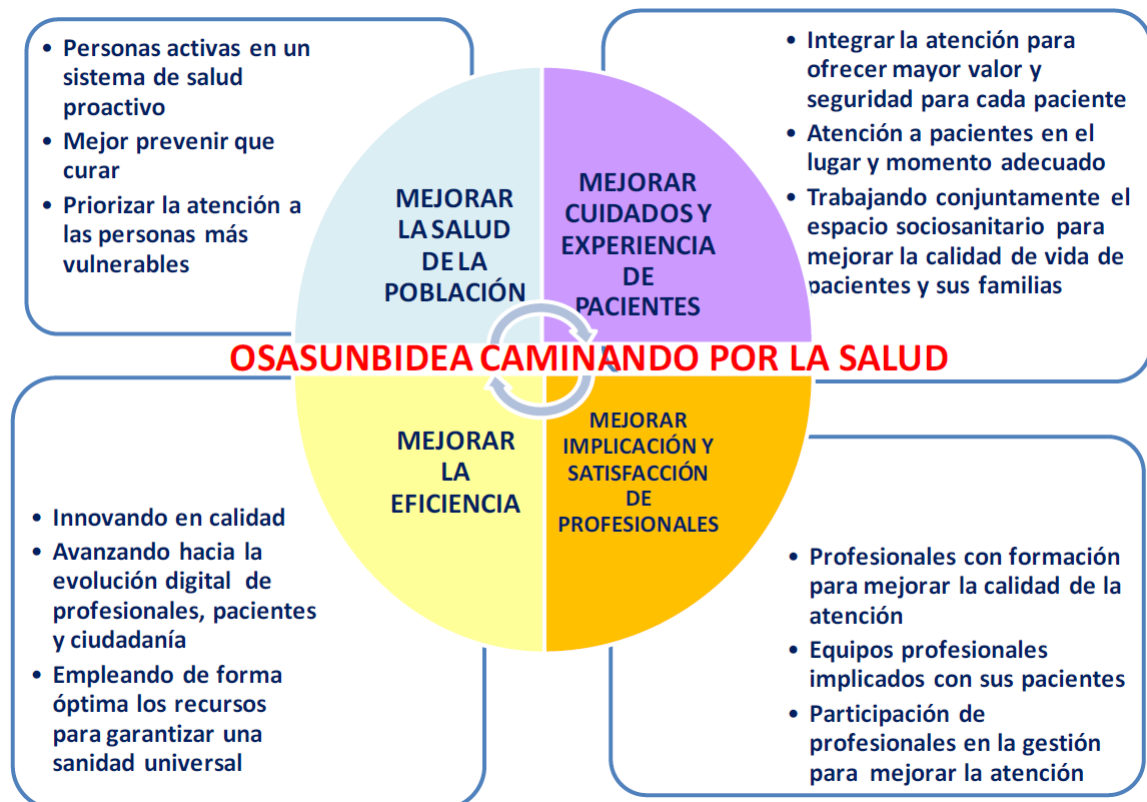 • Personas activas en un
sistema de salud
proactivo
• Mejor prevenir que
curar
• Priorizar la atención a
las personas más
vulnerables
MEJORAR
LA SALUD
DE LA
POBLACIÓN
MEJORAR
CUIDADOS Y
EXPERIENCIA
DE
PACIENTES
• Integrar la atención para
ofrecer mayor valor y
seguridad para cada paciente
• Atención a pacientes en el
lugar y momento adecuado
• Trabajando conjuntamente el
espacio sociosanitario para
mejorar la calidad de vida de
pacientes y sus familias
OSASUNBIDEA CAMINANDO POR LA SALUD
• Innovando en calidad
• Avanzando hacia la
evolución digital de
profesionales, pacientes
y ciudadanía
• Empleando de forma
óptima los recursos
para garantizar una
sanidad universal
MEJORAR
LA
EFICIENCIA
MEJORAR
IMPLICACIÓN Y
SATISFACCIÓN
DE
PROFESIONALES
• Profesionales con formación
para mejorar la calidad de la
atención
• Equipos profesionales
implicados con sus pacientes
• Participación de
profesionales en la gestión
para mejorar la atención